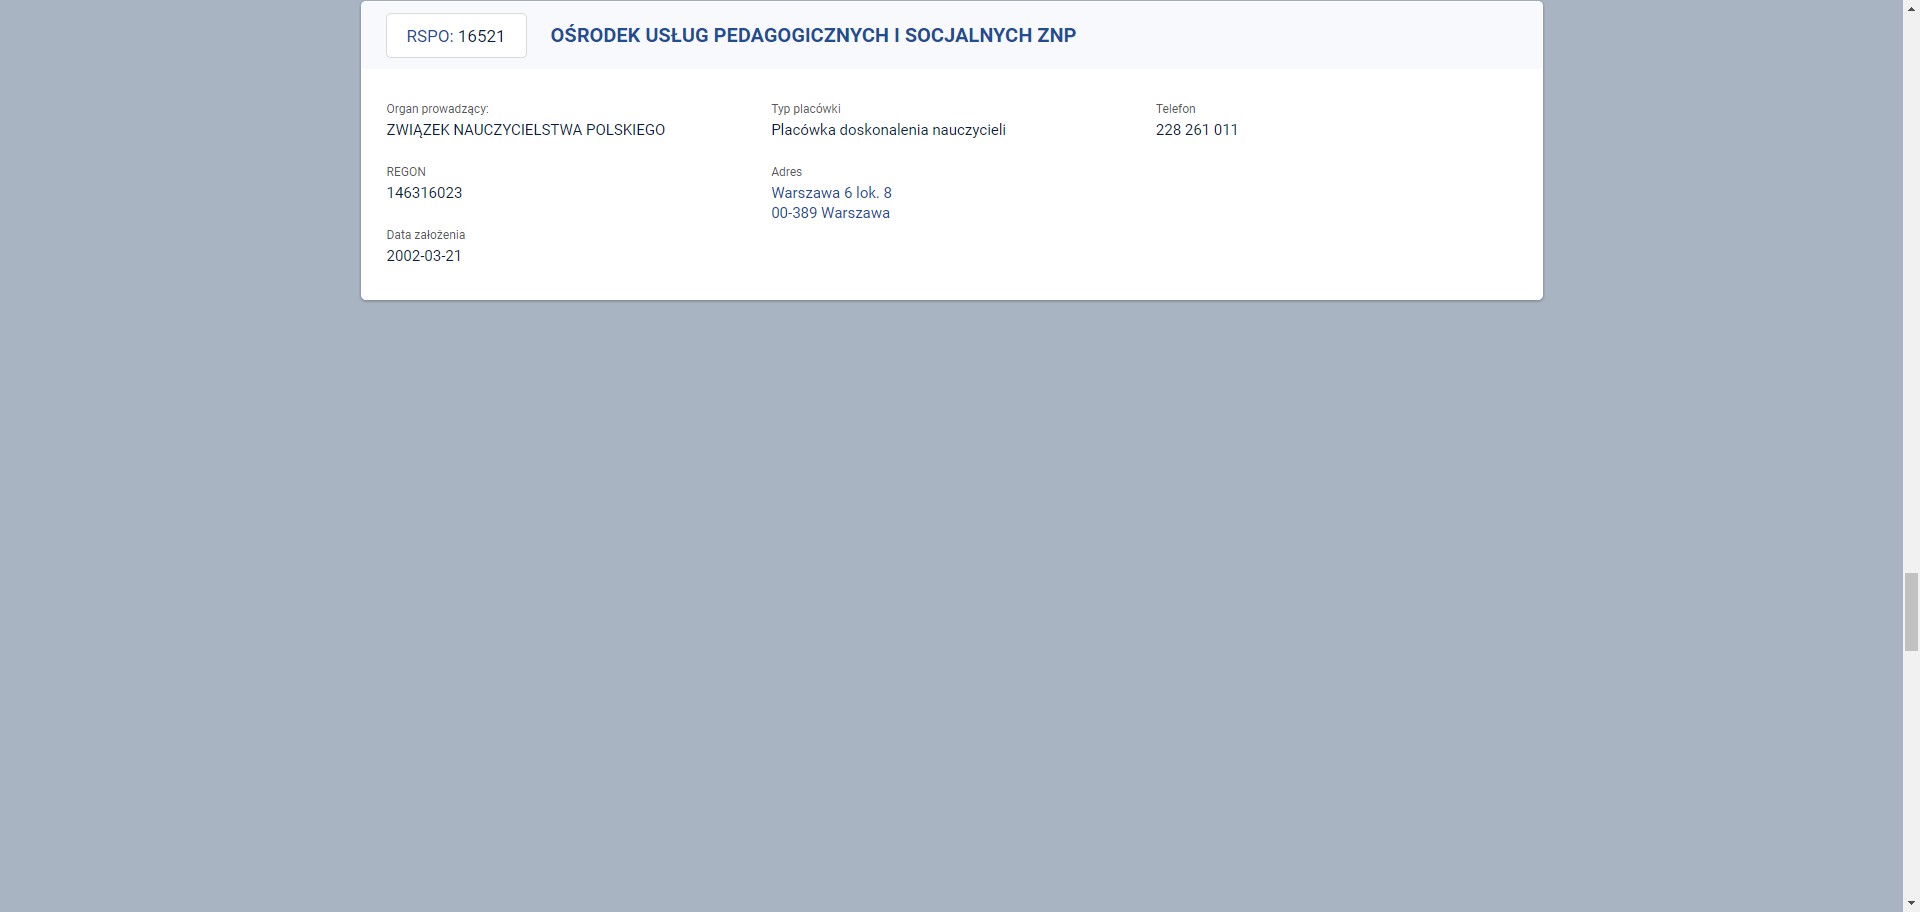 RSPO: 16521
OŚRODEK USŁUG PEDAGOGICZNYCH I SOCJALNYCH ZNP
Organ prowadzący:
ZWIĄZEK NAUCZYCIELSTWA POLSKIEGO
REGON
146316023
Data założenia
2002-03-21
Typ placówki
Placówka doskonalenia nauczycieli
Adres
Warszawa 6 lok. 8
00-389 Warszawa
Telefon
228 261 011